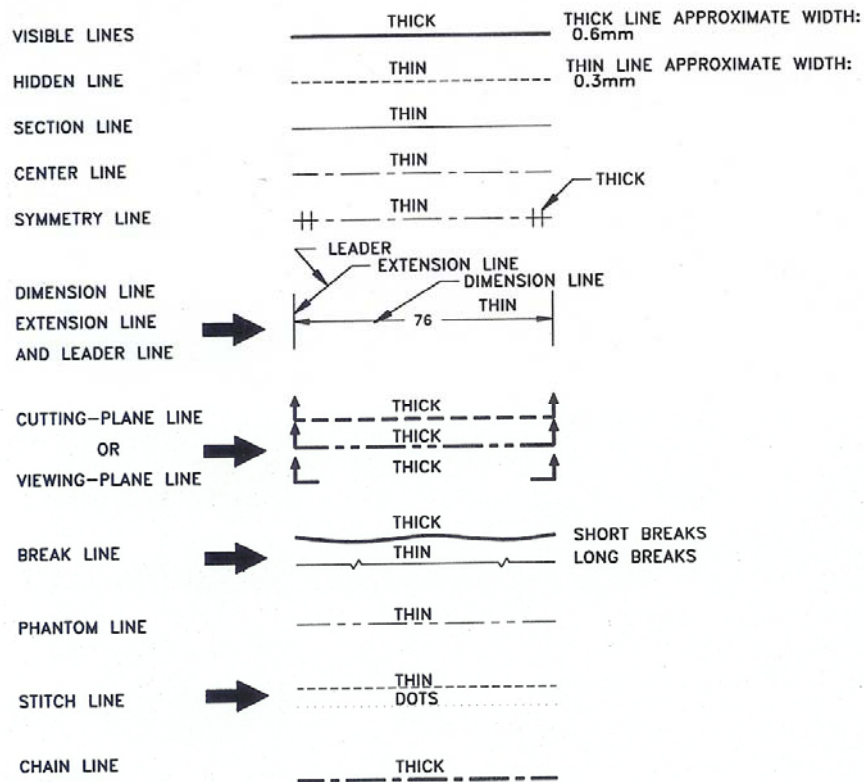 THICK
THICK LINE APPROXIMATE WIDTH:
0.6mm
VISIBLE LINES
THIN
THIN LINE APPROXIMATE WIDTH:
0.3mm
HIDDEN LINE
THIN
SECTION LINE
THIN
CENTER LINE
THICK
THIN
SYMMETRY LINE
LEADER
EXTENSION LINE
DIMENSION LINE
DIMENSION LINE
THIN
EXTENSION LINE
76
AND LEADER LINE
THICK
CUTTING-PLANE LINE
THICK
OR
THICK
VIEWING-PLANE LINE
THICK
SHORT BREAKS
BREAK LINE
THIN
LONG BREAKS
THIN
PHANTOM LINE
THIN
STITCH LINE
DOTS
CHAIN LINE
THICK